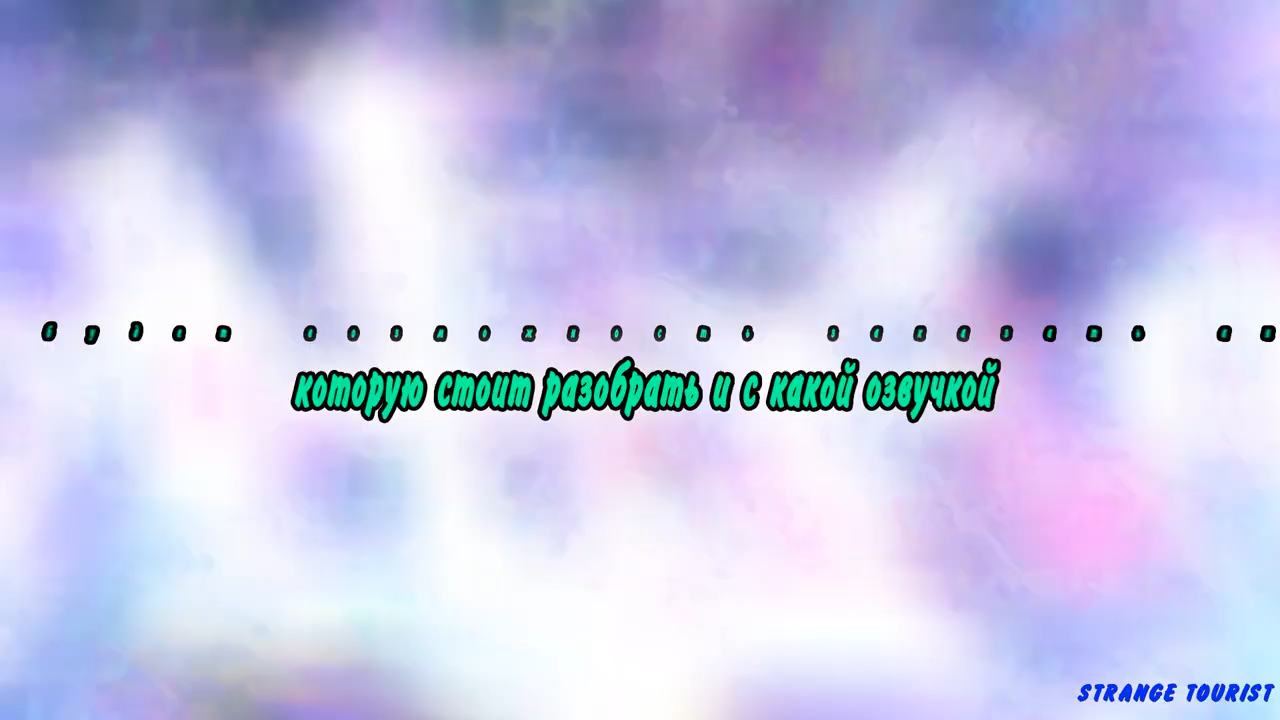 будет возможность заказать
которую стоит разобрать и с какой озвучкой
STRANGE TOURIST